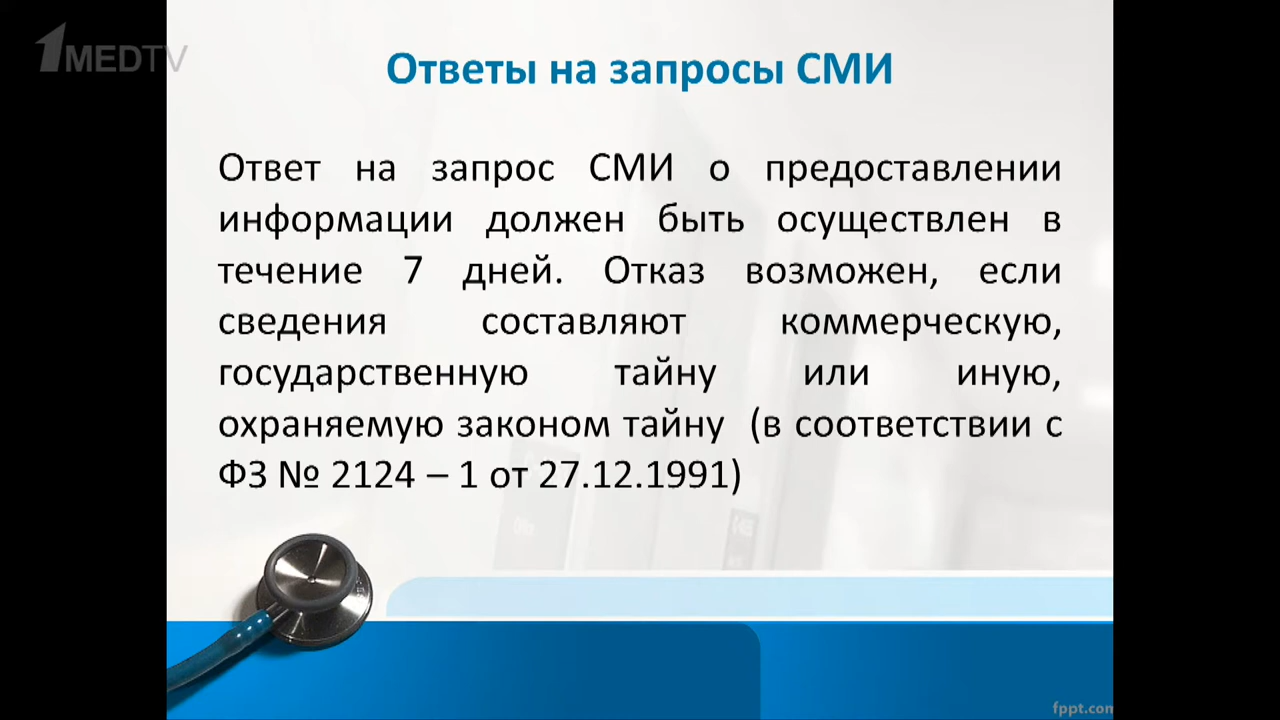 1MEDTV
Ответы на запросы СМИ
Ответ на запрос СМИ о предоставлении
информации должен быть осуществлен в
течение 7 дней. Отказ возможен, если
сведения составляют коммерческую,
государственную тайну или иную,
охраняемую законом тайну (в соответствии с
ФЗ № 2124 – 1 от 27.12.1991)
fppt.com